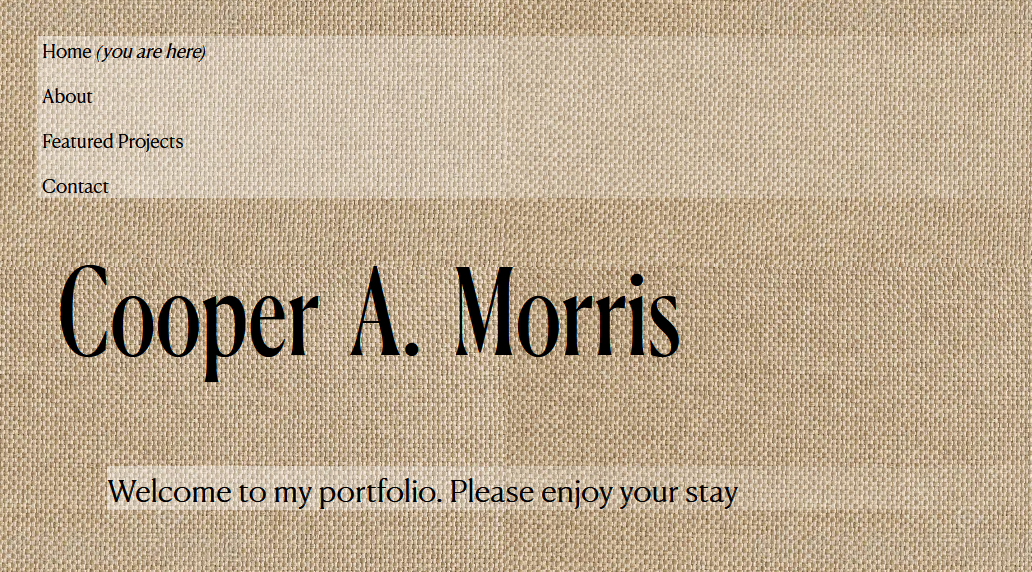 Home (you are here)
About
Featured Projects
Contact
Cooper A. Morris
Welcome to my portfolio. Please enjoy your stay